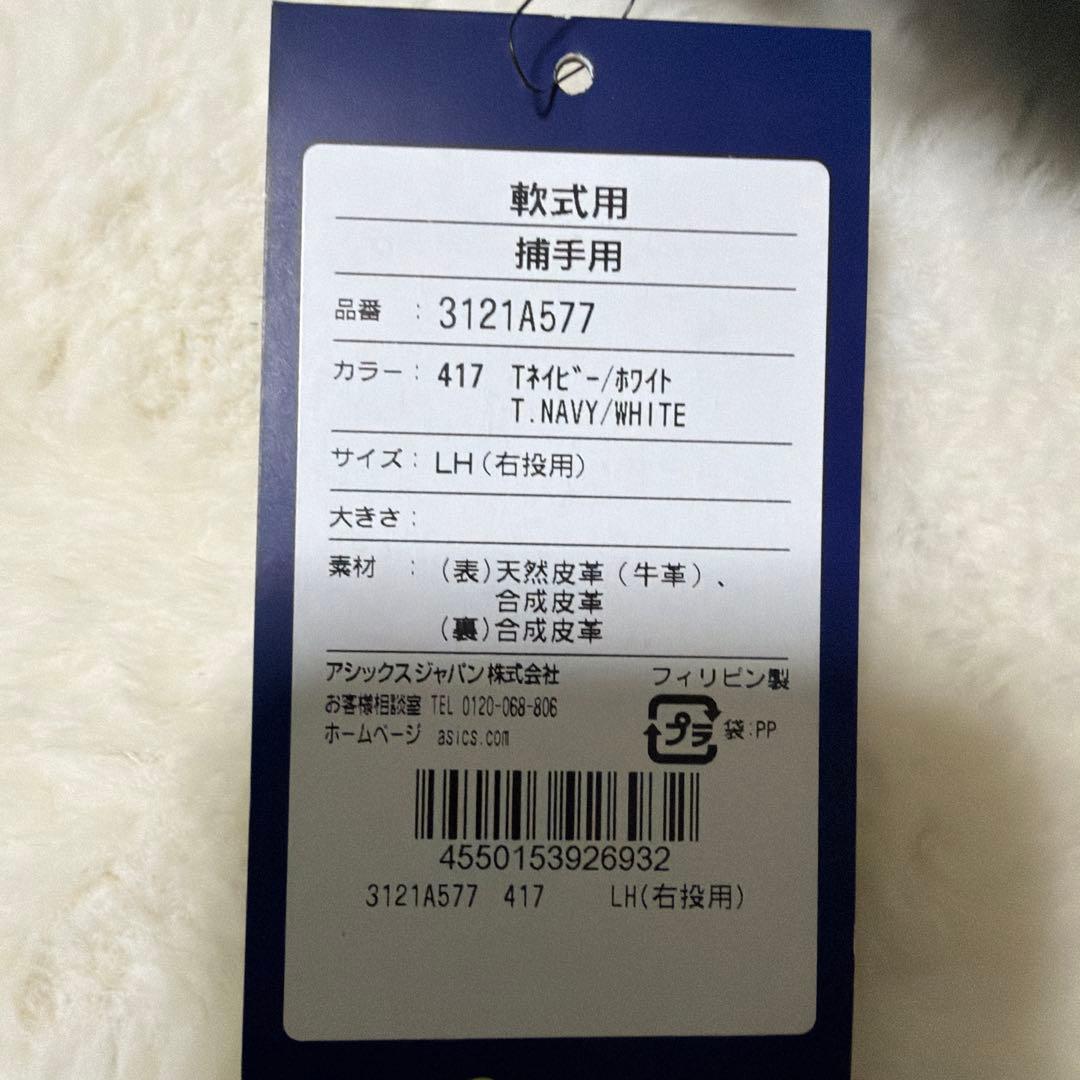 軟式用
捕手用
品番 : 3121A577
カラー : 417 Tネイビー/ホワイト
T.NAVY/WHITE
サイズ : LH(右投用)
大きさ :
素材 : (表)天然皮革(牛革)、
合成皮革
(裏)合成皮革
アシックスジャパン株式会社
フィリピン製
お客様相談室 TEL 0120-068-806
ホームページ asics.com
プラ 袋:PP
4550153926932
3121A577 417 LH(右投用)